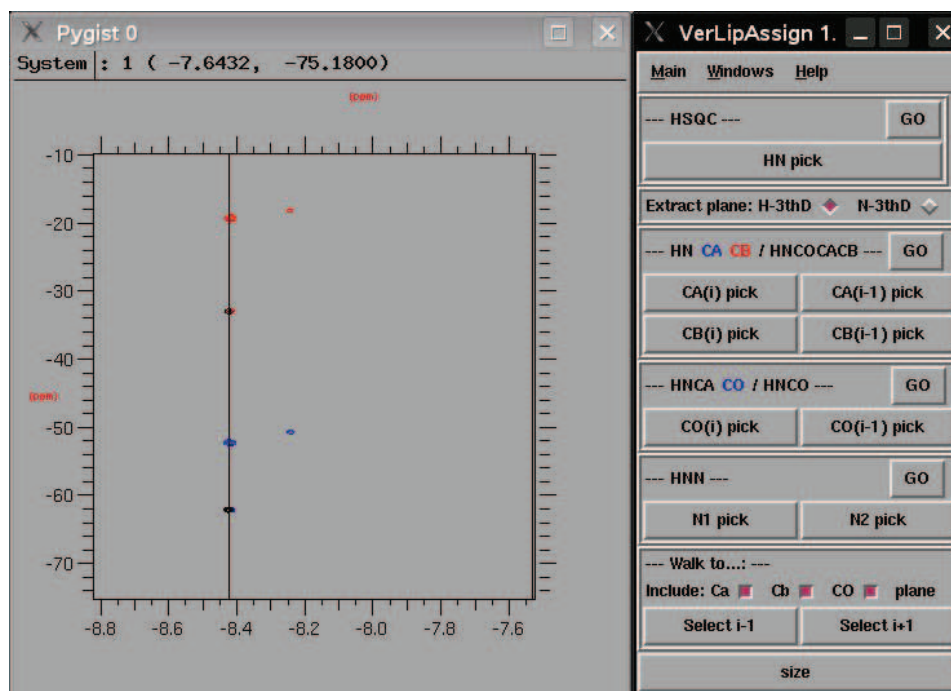 Pygist 0
System : 1 ( -7.6432, -75.1800)
(ppm)
-10
-20
-30
-40
-50
-60
-70
(ppm)
-8.8 -8.6 -8.4 -8.2 -8.0 -7.8 -7.6
VerLipAssign 1.
Main Windows Help
--- HSQC --- GO
HN pick
Extract plane: H-3thD N-3thD
--- HN CA CB / HNCOCACB --- GO
CA(i) pick CA(i-1) pick
CB(i) pick CB(i-1) pick
--- HNCA CO / HNCO --- GO
CO(i) pick CO(i-1) pick
--- HNN --- GO
N1 pick N2 pick
--- Walk to...: ---
Include: Ca Cb CO plane
Select i-1 Select i+1
size